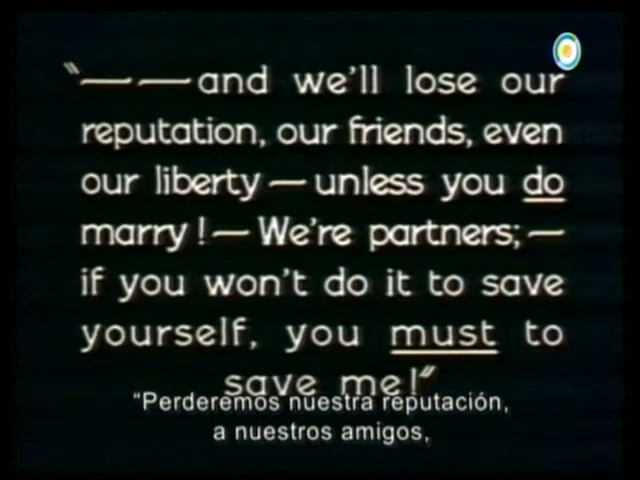 "— —and we'll lose our
reputation, our friends, even
our liberty — unless you do
marry! — We're partners; —
if you won't do it to save
yourself, you must to
save me!"
"Perderemos nuestra reputación,
a nuestros amigos,